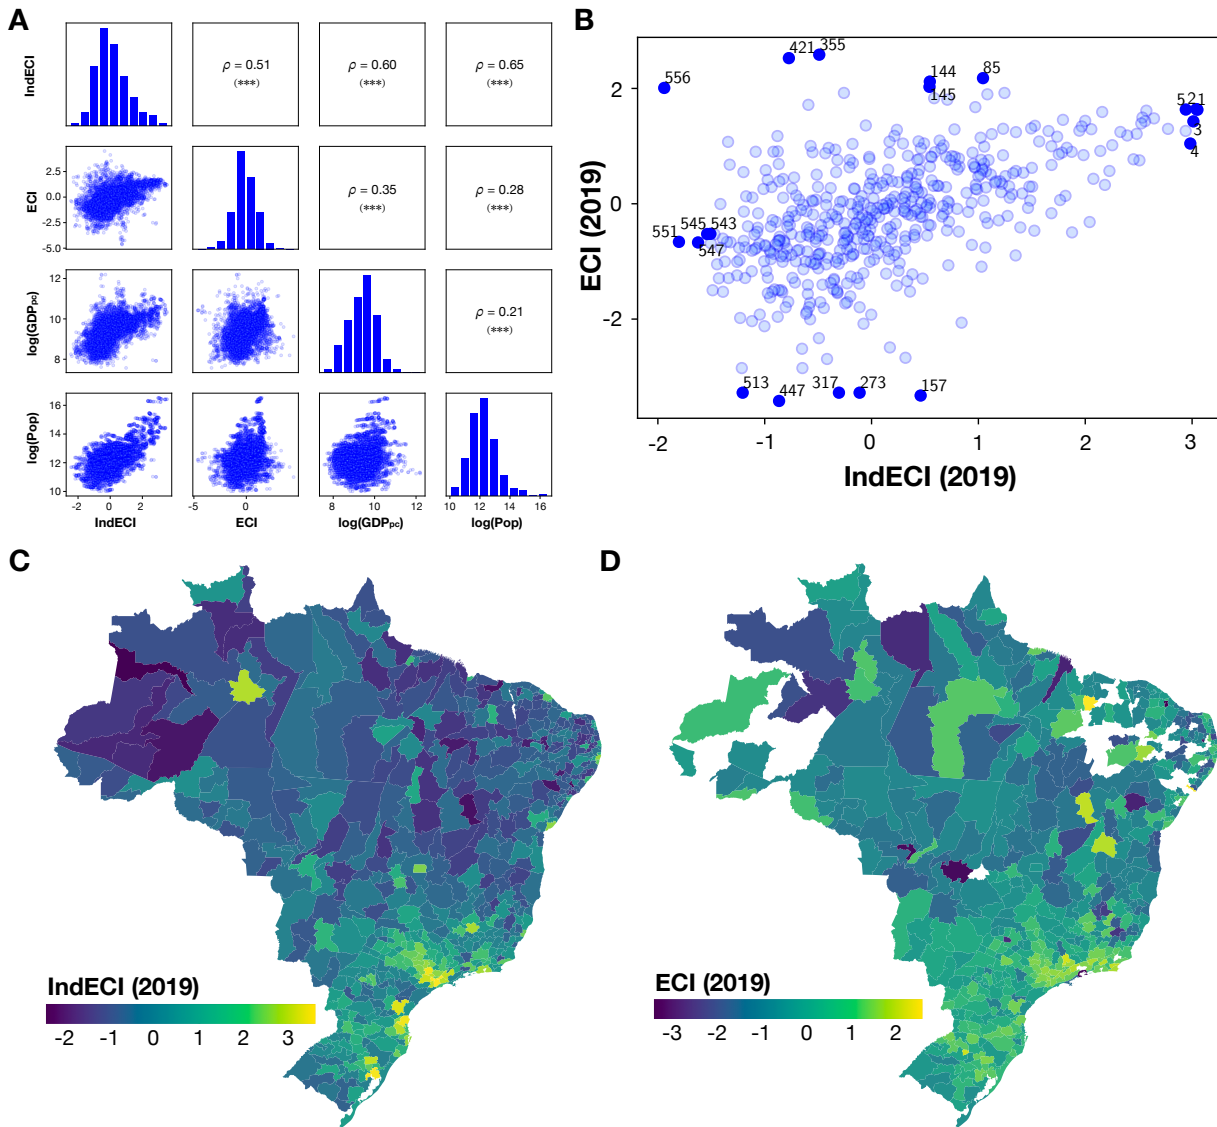 A
IndECI
ρ = 0.51
(***)
ρ = 0.60
(***)
ρ = 0.65
(***)
ECI
2.5
0.0
-2.5
-5.0
ρ = 0.35
(***)
ρ = 0.28
(***)
log(GDPpc)
12
10
8
ρ = 0.21
(***)
log(Pop)
16
14
12
10
-2 0 2
-5 0
8 10 12
10 12 14 16
IndECI
ECI
log(GDPpc)
log(Pop)
B
ECI (2019)
2
0
-2
421
355
556
144
145
85
521
3
4
551
545
543
547
513
447
317
273
157
-2 -1 0 1 2 3
IndECI (2019)
C
IndECI (2019)
-2 -1 0 1 2 3
D
ECI (2019)
-3 -2 -1 0 1 2